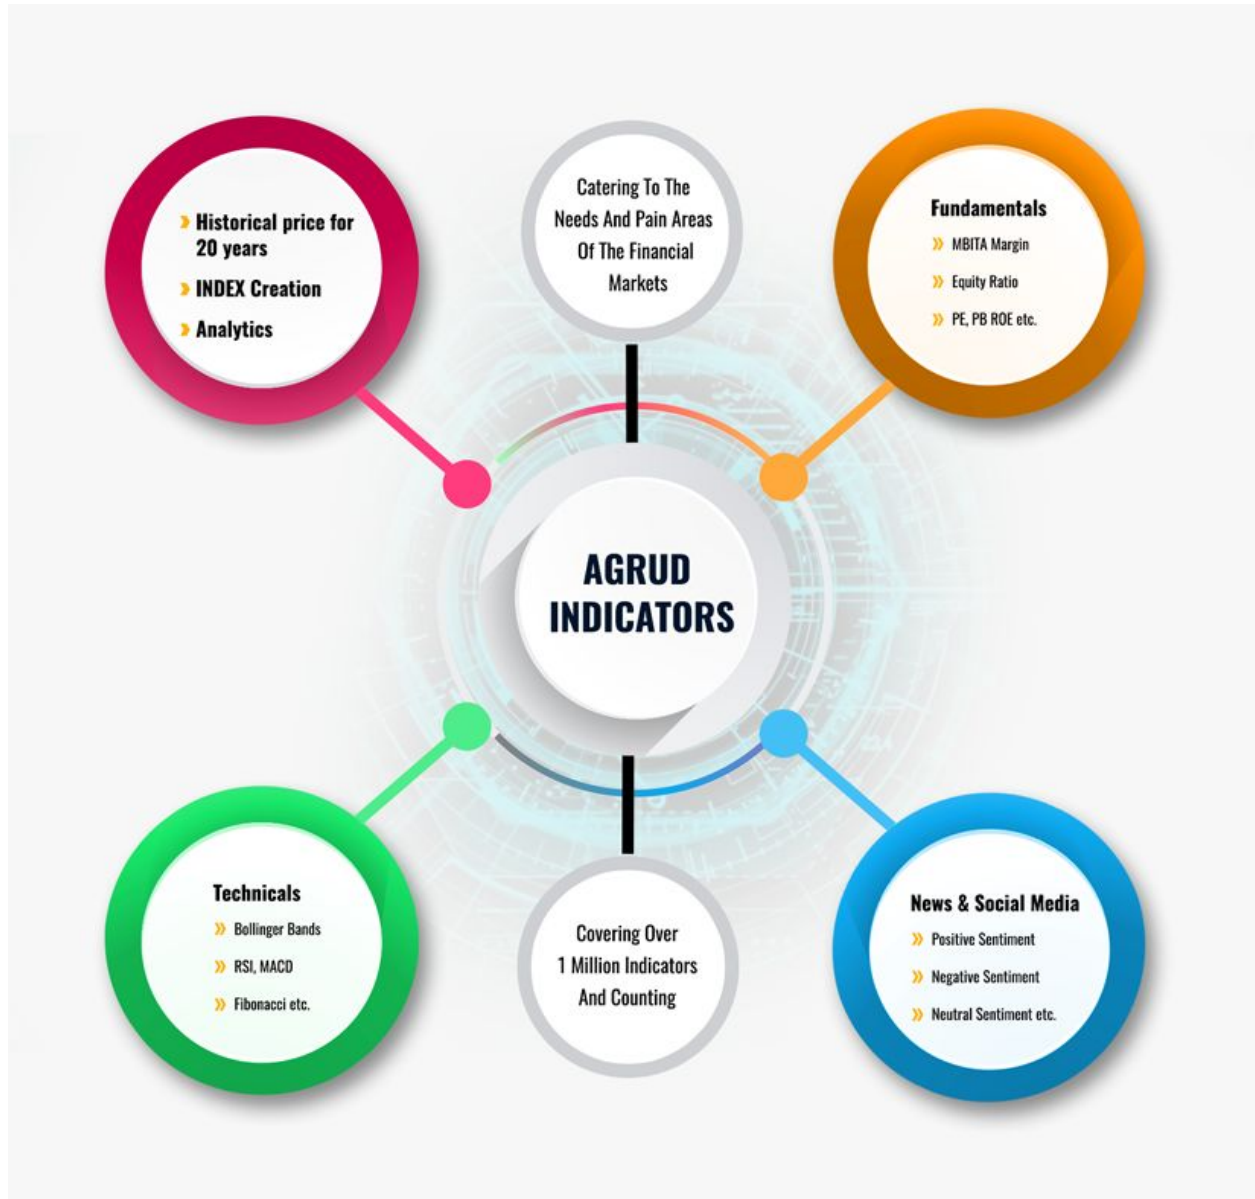 Historical price for
20 years
INDEX Creation
Analytics
Catering To The
Needs And Pain Areas
Of The Financial
Markets
Fundamentals
MBITA Margin
Equity Ratio
PE, PB ROE etc.
AGRUD
INDICATORS
Technicals
Bollinger Bands
RSI, MACD
Fibonacci etc.
Covering Over
1 Million Indicators
And Counting
News & Social Media
Positive Sentiment
Negative Sentiment
Neutral Sentiment etc.